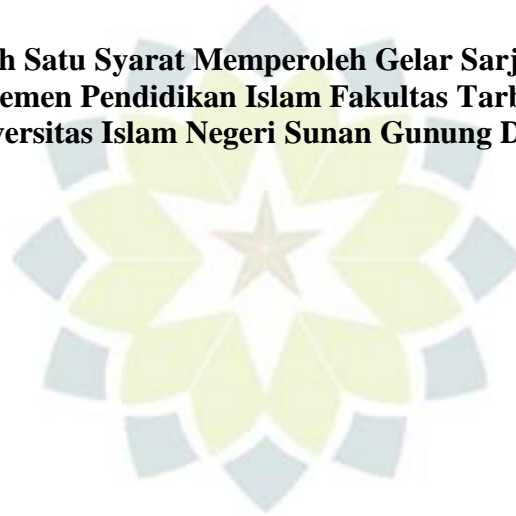 h Satu Syarat Memperoleh Gelar Sarj
emen Pendidikan Islam Fakultas Tarb
versitas Islam Negeri Sunan Gunung D